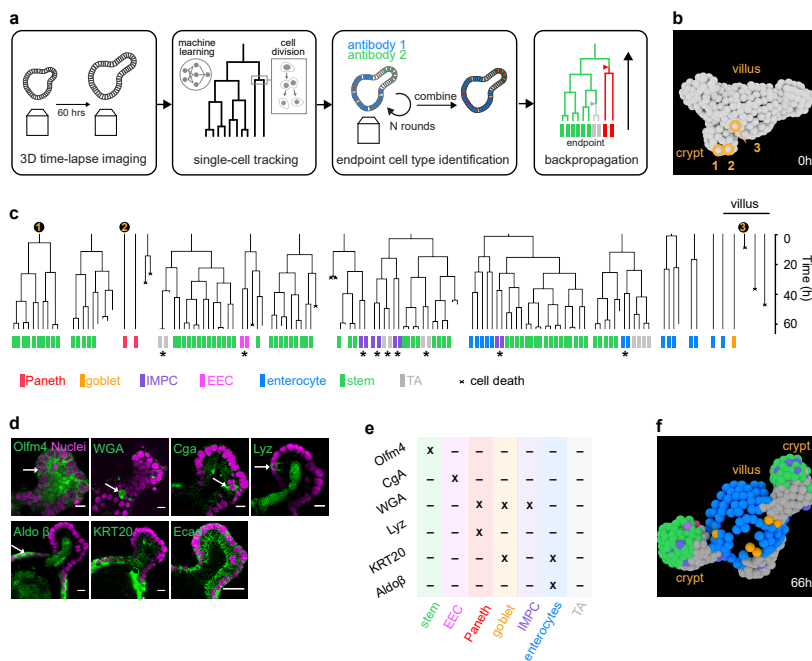 a
machine
learning
cell
division
antibody 1
antibody 2
combine
N rounds
60 hrs
endpoint
3D time-lapse imaging
single-cell tracking
endpoint cell type identification
backpropagation
b
villus
crypt
1
2
3
0h
c
1
2
villus
3
0
20
40
60
Time (h)
* * * * * * * *
Paneth
goblet
IMPC
EEC
enterocyte
stem
TA
x cell death
d
Olfm4 Nuclei
WGA
Cga
Lyz
Aldo β
KRT20
Ecad
e
Olfm4 x – – – – – –
CgA – x – – – – –
WGA – – x x x – –
Lyz – – x – – – –
KRT20 – – – x – x –
Aldoβ – – – – – x –
stem
EEC
Paneth
goblet
IMPC
enterocytes
TA
f
crypt
villus
crypt
66h